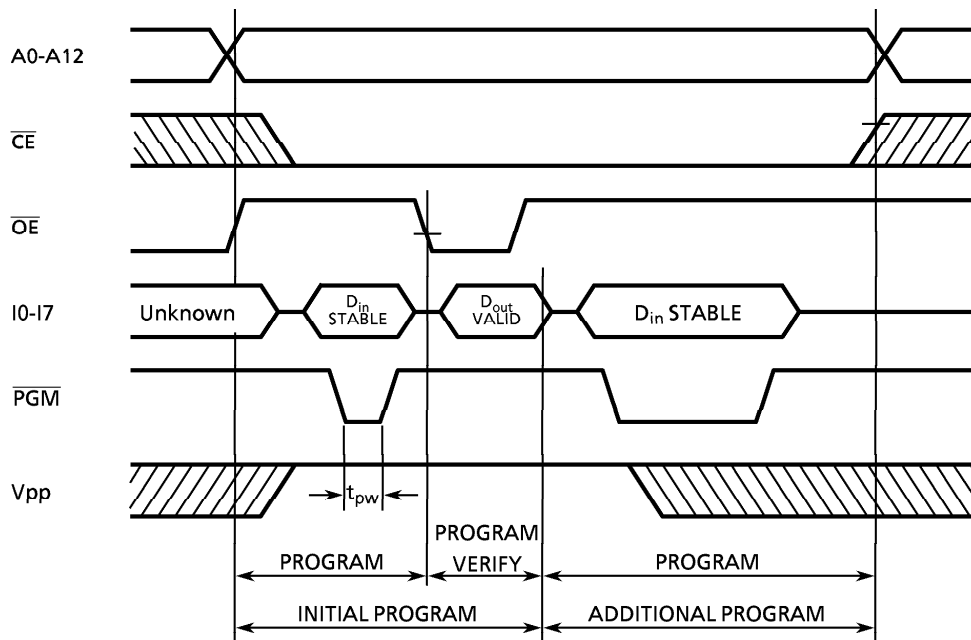 A0-A12
CE
OE
I0-I7
Unknown
Din
STABLE
Dout
VALID
Din STABLE
PGM
Vpp
tpw
PROGRAM
PROGRAM
VERIFY
PROGRAM
INITIAL PROGRAM
ADDITIONAL PROGRAM